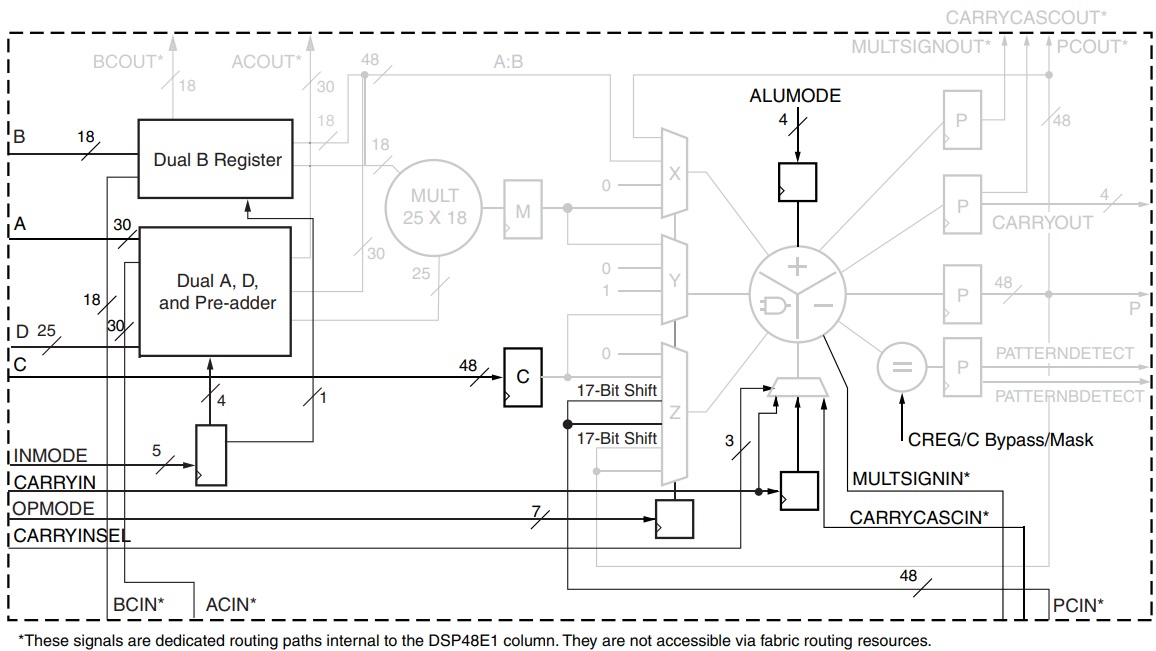 CARRYCASCOUT*
BCOUT*
ACOUT*
MULTSIGNOUT*
PCOUT*
48
A:B
18
30
ALUMODE
4
P
48
B
18
Dual B Register
18
18
X
0
MULT
25 X 18
M
P
4
CARRYOUT
A
30
30
25
Dual A, D,
and Pre-adder
0
Y
1
+
−
P
48
P
18
30
D
25
C
48
C
0
=
P
PATTERNDETECT
PATTERNBDETECT
4
1
17-Bit Shift
Z
17-Bit Shift
3
CREG/C Bypass/Mask
INMODE
5
CARRYIN
MULTSIGNIN*
OPMODE
7
CARRYCASCIN*
CARRYINSEL
48
BCIN*
ACIN*
PCIN*
*These signals are dedicated routing paths internal to the DSP48E1 column. They are not accessible via fabric routing resources.